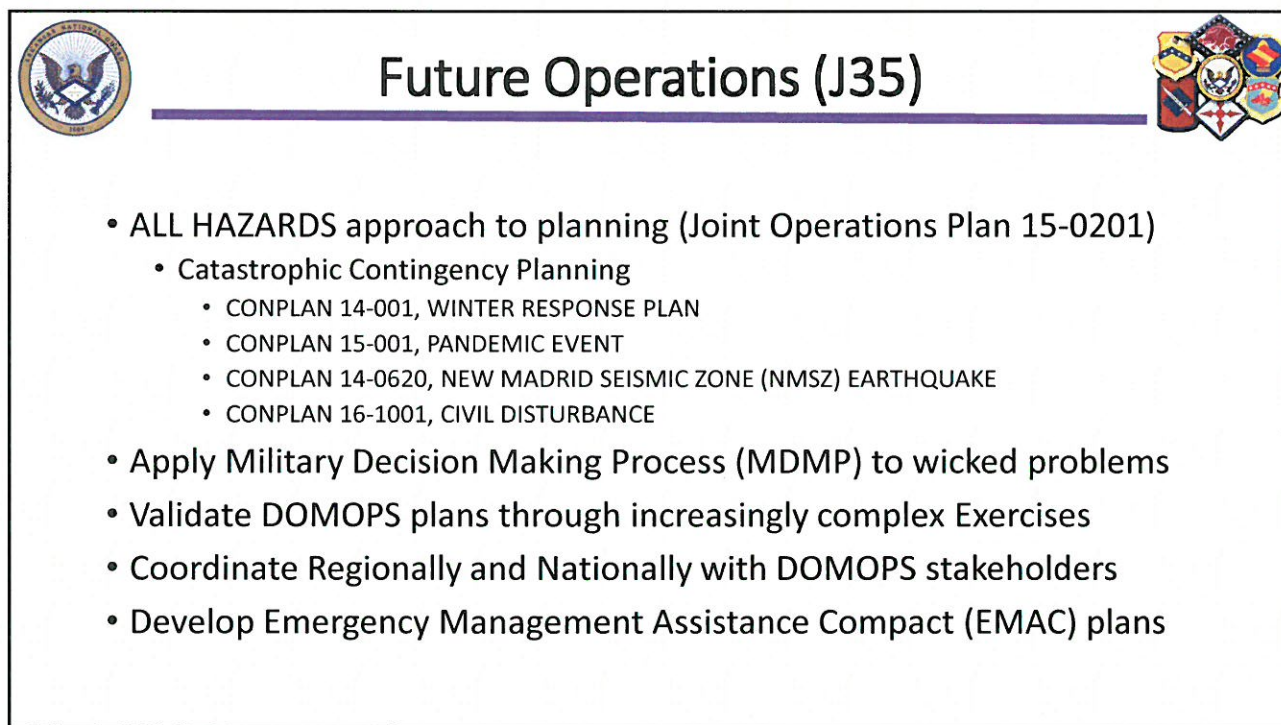 Future Operations (J35)
• ALL HAZARDS approach to planning (Joint Operations Plan 15-0201)
• Catastrophic Contingency Planning
• CONPLAN 14-001, WINTER RESPONSE PLAN
• CONPLAN 15-001, PANDEMIC EVENT
• CONPLAN 14-0620, NEW MADRID SEISMIC ZONE (NMSZ) EARTHQUAKE
• CONPLAN 16-1001, CIVIL DISTURBANCE
• Apply Military Decision Making Process (MDMP) to wicked problems
• Validate DOMOPS plans through increasingly complex Exercises
• Coordinate Regionally and Nationally with DOMOPS stakeholders
• Develop Emergency Management Assistance Compact (EMAC) plans